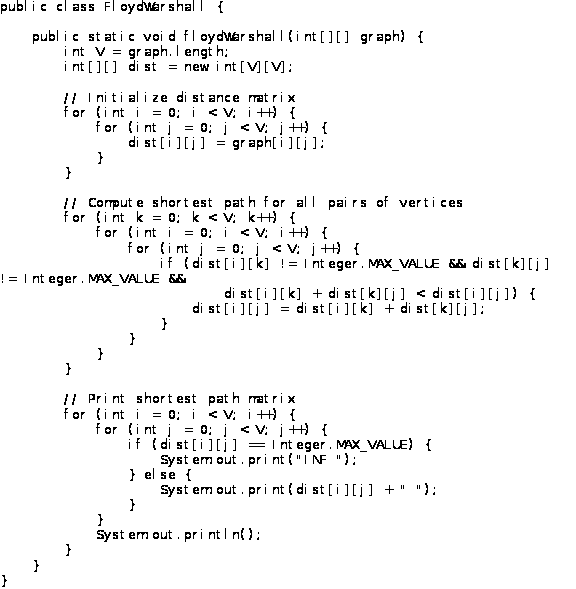 public class FloydWarshall {
    public static void floydWarshall(int[][] graph) {
        int V = graph.length;
        int[][] dist = new int[V][V];
        // Initialize distance matrix
        for (int i = 0; i < V; i++) {
            for (int j = 0; j < V; j++) {
                dist[i][j] = graph[i][j];
            }
        }
        // Compute shortest path for all pairs of vertices
        for (int k = 0; k < V; k++) {
            for (int i = 0; i < V; i++) {
                for (int j = 0; j < V; j++) {
                    if (dist[i][k] != Integer.MAX_VALUE && dist[k][j]
!= Integer.MAX_VALUE &&
                            dist[i][k] + dist[k][j] < dist[i][j]) {
                        dist[i][j] = dist[i][k] + dist[k][j];
                    }
                }
            }
        }
        // Print shortest path matrix
        for (int i = 0; i < V; i++) {
            for (int j = 0; j < V; j++) {
                if (dist[i][j] == Integer.MAX_VALUE) {
                    System.out.print("INF ");
                } else {
                    System.out.print(dist[i][j] + " ");
                }
            }
            System.out.println();
        }
    }
}